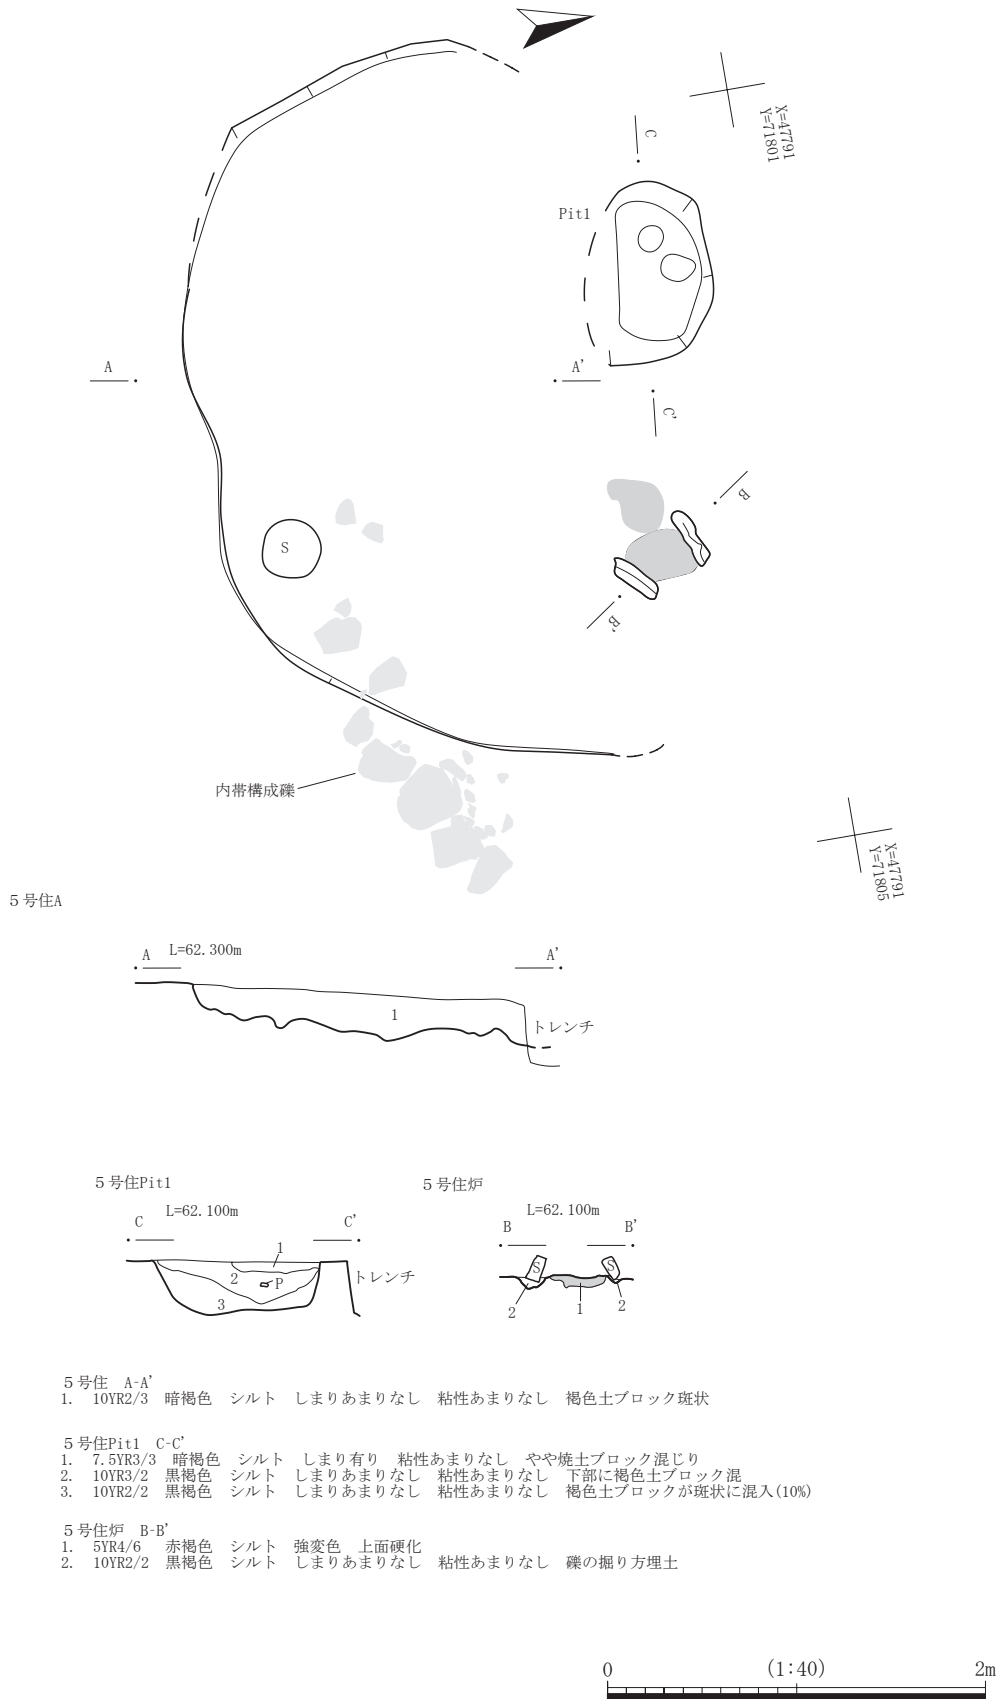 X=47791
Y=71801
C
Pit1
A
A'
C'
B
S
B'
内帯構成礫
X=47791
Y=71805
５号住A
A L=62.300m A'
1
トレンチ
５号住Pit1
L=62.100m
C C'
1
2
P
3
トレンチ
５号住炉
L=62.100m
B B'
S S
2 1 2
５号住　A-A'
1.　10YR2/3　暗褐色　シルト　しまりあまりなし　粘性あまりなし　褐色土ブロック斑状
５号住Pit1　C-C'
1.　7.5YR3/3　暗褐色　シルト　しまり有り　粘性あまりなし　やや焼土ブロック混じり
2.　10YR3/2　黒褐色　シルト　しまりあまりなし　粘性あまりなし　下部に褐色土ブロック混
3.　10YR2/2　黒褐色　シルト　しまりあまりなし　粘性あまりなし　褐色土ブロックが斑状に混入(10%)
５号住炉　B-B'
1.　5YR4/6　赤褐色　シルト　強変色　上面硬化
2.　10YR2/2　黒褐色　シルト　しまりあまりなし　粘性あまりなし　礫の掘り方埋土
0 (1:40) 2m